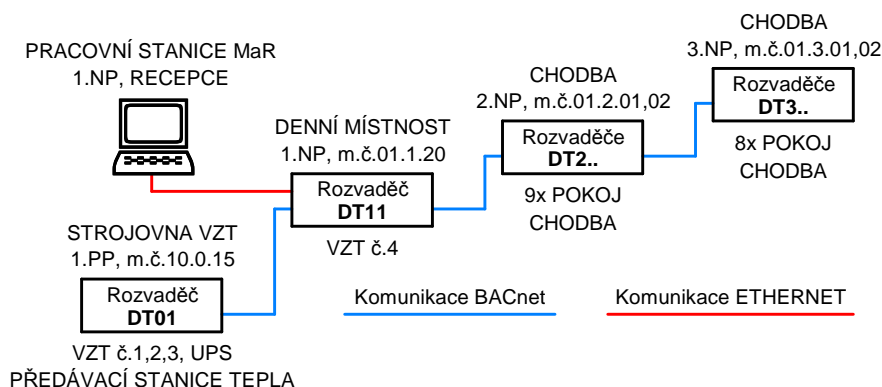 PRACOVNÍ STANICE MaR
1.NP, RECEPCE
DENNÍ MÍSTNOST
1.NP, m.č.01.1.20
Rozvaděč
DT11
VZT č.4
STROJOVNA VZT
1.PP, m.č.10.0.15
Rozvaděč
DT01
VZT č.1,2,3, UPS
PŘEDÁVACÍ STANICE TEPLA
CHODBA
2.NP, m.č.01.2.01,02
Rozvaděče
DT2..
9x POKOJ
CHODBA
CHODBA
3.NP, m.č.01.3.01,02
Rozvaděče
DT3..
8x POKOJ
CHODBA
Komunikace BACnet
Komunikace ETHERNET